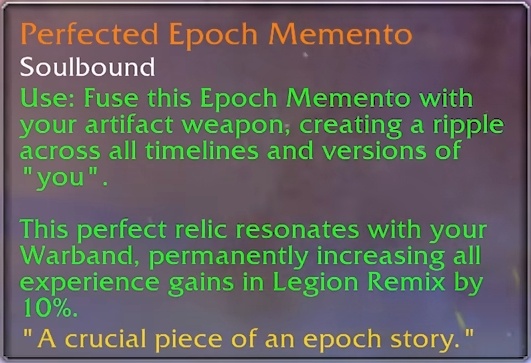 Perfected Epoch Memento
Soulbound
Use: Fuse this Epoch Memento with
your artifact weapon, creating a ripple
across all timelines and versions of
"you".
This perfect relic resonates with your
Warband, permanently increasing all
experience gains in Legion Remix by
10%.
"A crucial piece of an epoch story."